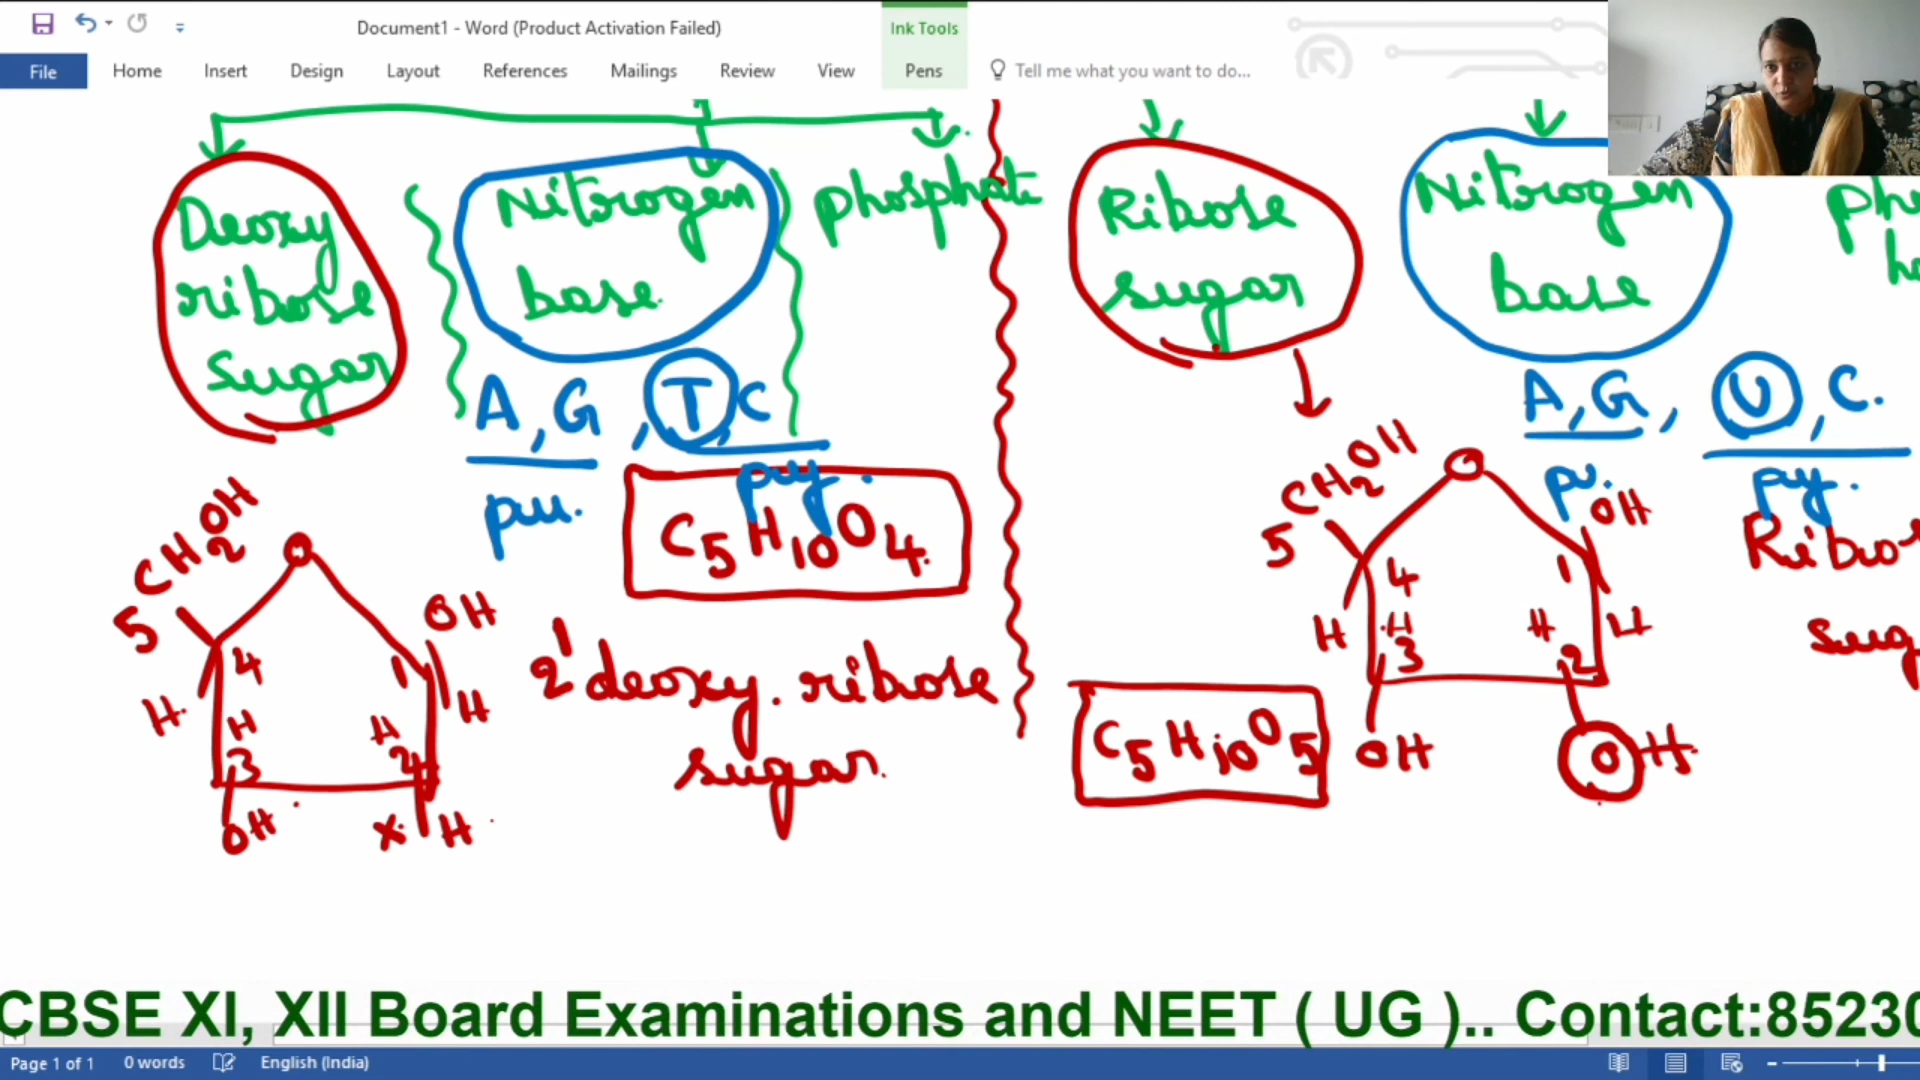 Document1 - Word (Product Activation Failed)
Ink Tools
File Home Insert Design Layout References Mailings Review View Pens Tell me what you want to do...
Deoxy
ribose
sugar
Nitrogen
base.
phosphate
A, G, T, C
pu.
py.
C5H10O4.
CH2OH
O
5
4
OH
1
H.
H
H
H
3
2
OH
X. H
2' deoxy. ribose
sugar.
Ribose
sugar
Nitrogen
base
A, G, U, C.
pu.
py.
CH2OH
O
5
4
OH
1
H
H
H
H
3
2
OH
OH
C5H10O5
CBSE XI, XII Board Examinations and NEET ( UG ).. Contact:8523
Page 1 of 1 0 words English (India)